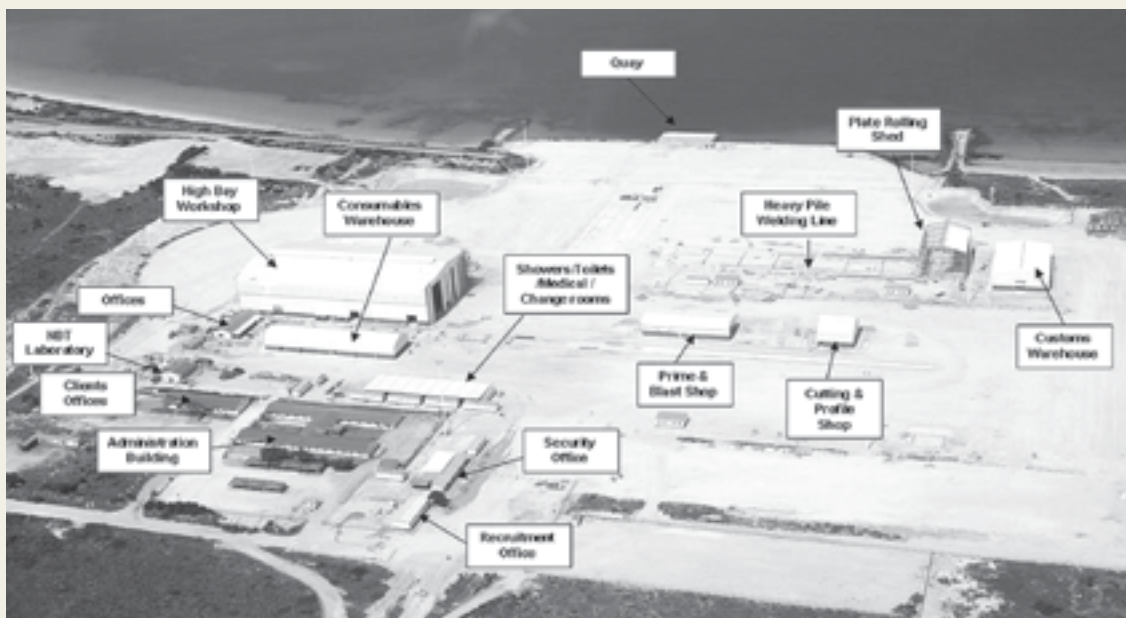 Quay
Plate Rolling
Shed
High Bay
Workshop
Consumables
Warehouse
Heavy Pile
Welding Line
Showers/Toilets
/Medical /
Change rooms
Offices
NDT
Laboratory
Customs
Warehouse
Clients
Offices
Prime &
Blast Shop
Cutting &
Profile
Shop
Administration
Building
Security
Office
Recruitment
Office